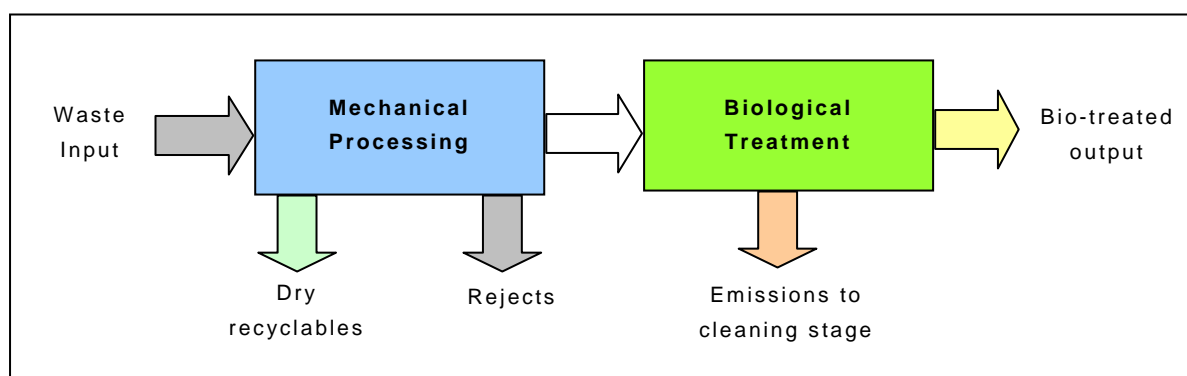 Waste
Input
Mechanical
Processing
Biological
Treatment
Bio-treated
output
Dry
recyclables
Rejects
Emissions to
cleaning stage